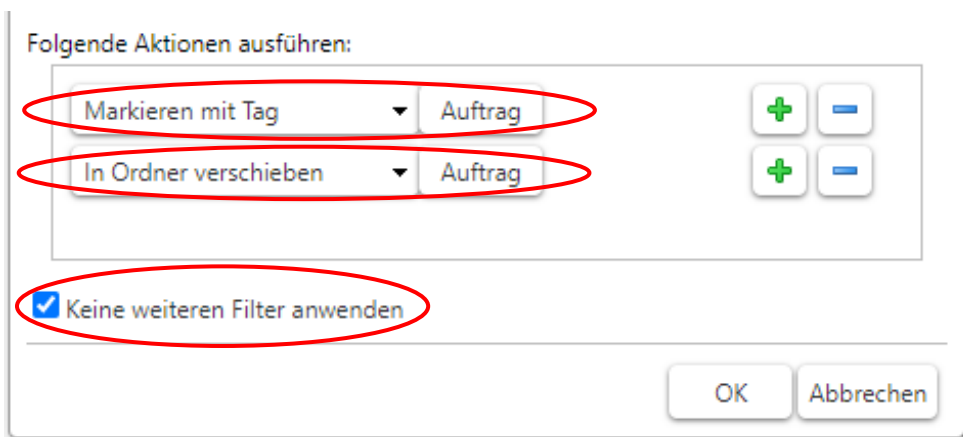 Folgende Aktionen ausführen:
Markieren mit Tag Auftrag
In Ordner verschieben Auftrag
Keine weiteren Filter anwenden
OK Abbrechen